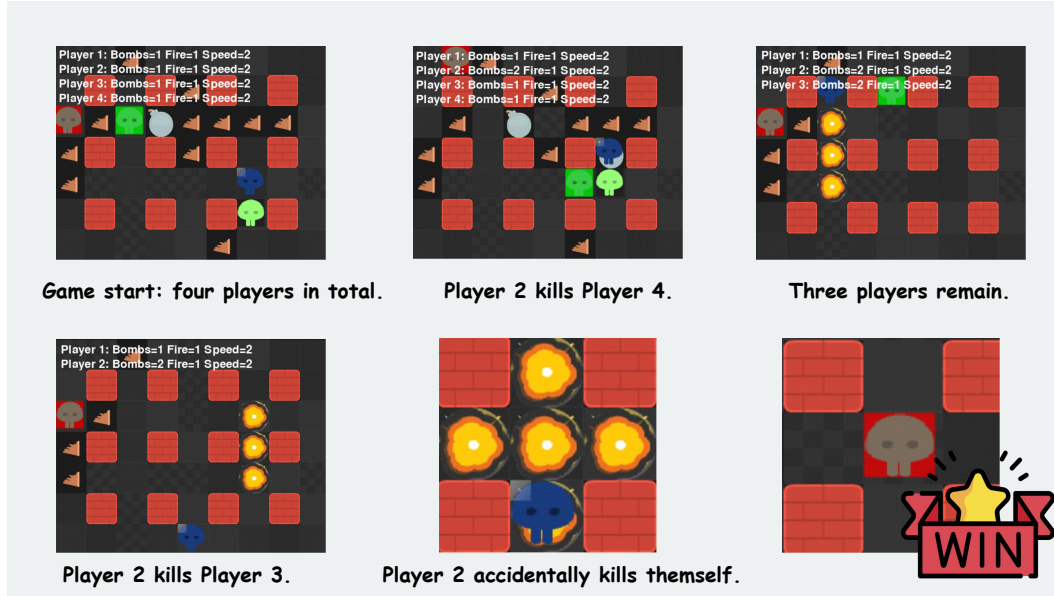 Player 1: Bombs=1 Fire=1 Speed=2
Player 2: Bombs=1 Fire=1 Speed=2
Player 3: Bombs=1 Fire=1 Speed=2
Player 4: Bombs=1 Fire=1 Speed=2
Game start: four players in total.
Player 1: Bombs=1 Fire=1 Speed=2
Player 2: Bombs=2 Fire=1 Speed=2
Player 3: Bombs=1 Fire=1 Speed=2
Player 4: Bombs=1 Fire=1 Speed=2
Player 2 kills Player 4.
Player 1: Bombs=1 Fire=1 Speed=2
Player 2: Bombs=2 Fire=1 Speed=2
Player 3: Bombs=2 Fire=1 Speed=2
Three players remain.
Player 1: Bombs=1 Fire=1 Speed=2
Player 2: Bombs=2 Fire=1 Speed=2
Player 2 kills Player 3.
Player 2 accidentally kills themself.
WIN